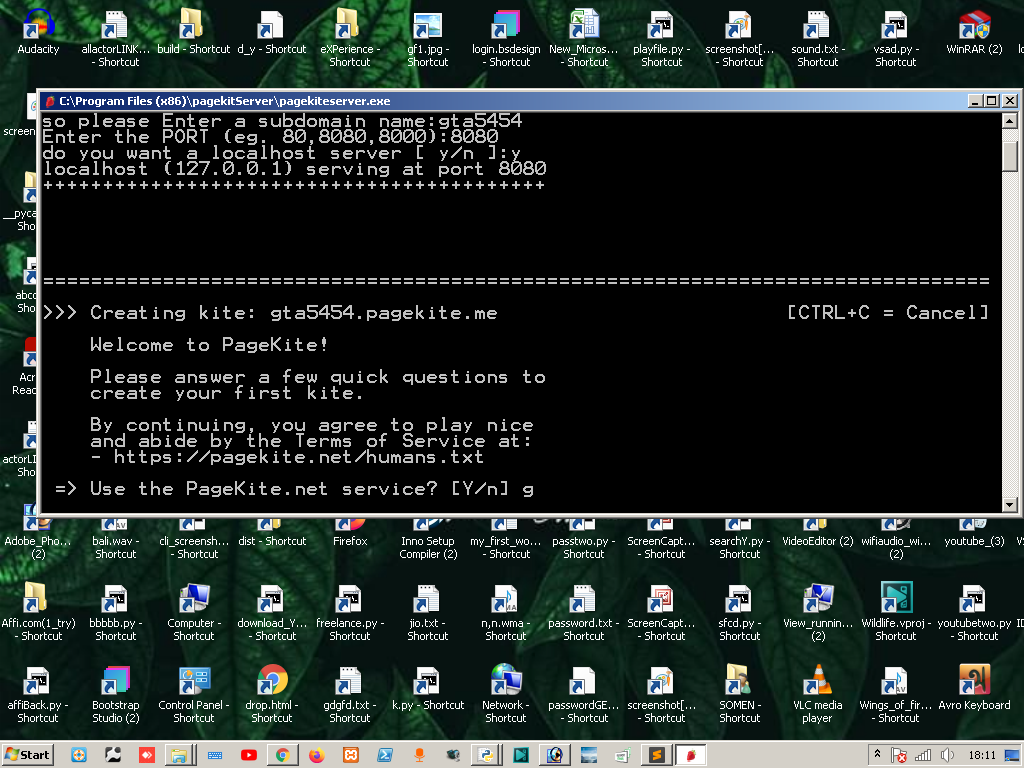 Audacity
allactorLINK... - Shortcut
build - Shortcut
d_y - Shortcut
eXPerience - Shortcut
gf1.jpg - Shortcut
login.bsdesign - Shortcut
New_Micros... - Shortcut
playfile.py - Shortcut
screenshot[... - Shortcut
sound.txt - Shortcut
vsad.py - Shortcut
WinRAR (2)
C:\Program Files (x86)\pagekitServer\pagekiteserver.exe
so please Enter a subdomain name:gta5454
Enter the PORT (eg. 80,8080,8000):8080
do you want a localhost server [ y/n ]:y
localhost (127.0.0.1) serving at port 8080
++++++++++++++++++++++++++++++++++++++++++
===============================================================================
>>> Creating kite: gta5454.pagekite.me [CTRL+C = Cancel]
Welcome to PageKite!
Please answer a few quick questions to
create your first kite.
By continuing, you agree to play nice
and abide by the Terms of Service at:
- https://pagekite.net/humans.txt
=> Use the PageKite.net service? [Y/n] g
Adobe_Pho... (2)
bali.wav - Shortcut
cli_screensh... - Shortcut
dist - Shortcut
Firefox
Inno Setup Compiler (2)
my_first_wo... - Shortcut
passtwo.py - Shortcut
ScreenCapt... - Shortcut
searchY.py - Shortcut
VideoEditor (2)
wifiaudio_wi... (2)
youtube_(3)
Affi.com(1_try) - Shortcut
bbbbb.py - Shortcut
Computer - Shortcut
download_Y... - Shortcut
freelance.py - Shortcut
jio.txt - Shortcut
n,n.wma - Shortcut
password.txt - Shortcut
ScreenCapt... - Shortcut
sfcd.py - Shortcut
View_runnin... (2)
Wildlife.vproj - Shortcut
youtubetwo.py - Shortcut
affiBack.py - Shortcut
Bootstrap Studio (2)
Control Panel - Shortcut
drop.html - Shortcut
gdgfd.txt - Shortcut
k.py - Shortcut
Network - Shortcut
passwordGE... - Shortcut
screenshot[... - Shortcut
SOMEN - Shortcut
VLC media player
Wings_of_fir... - Shortcut
Avro Keyboard
Start
18:11